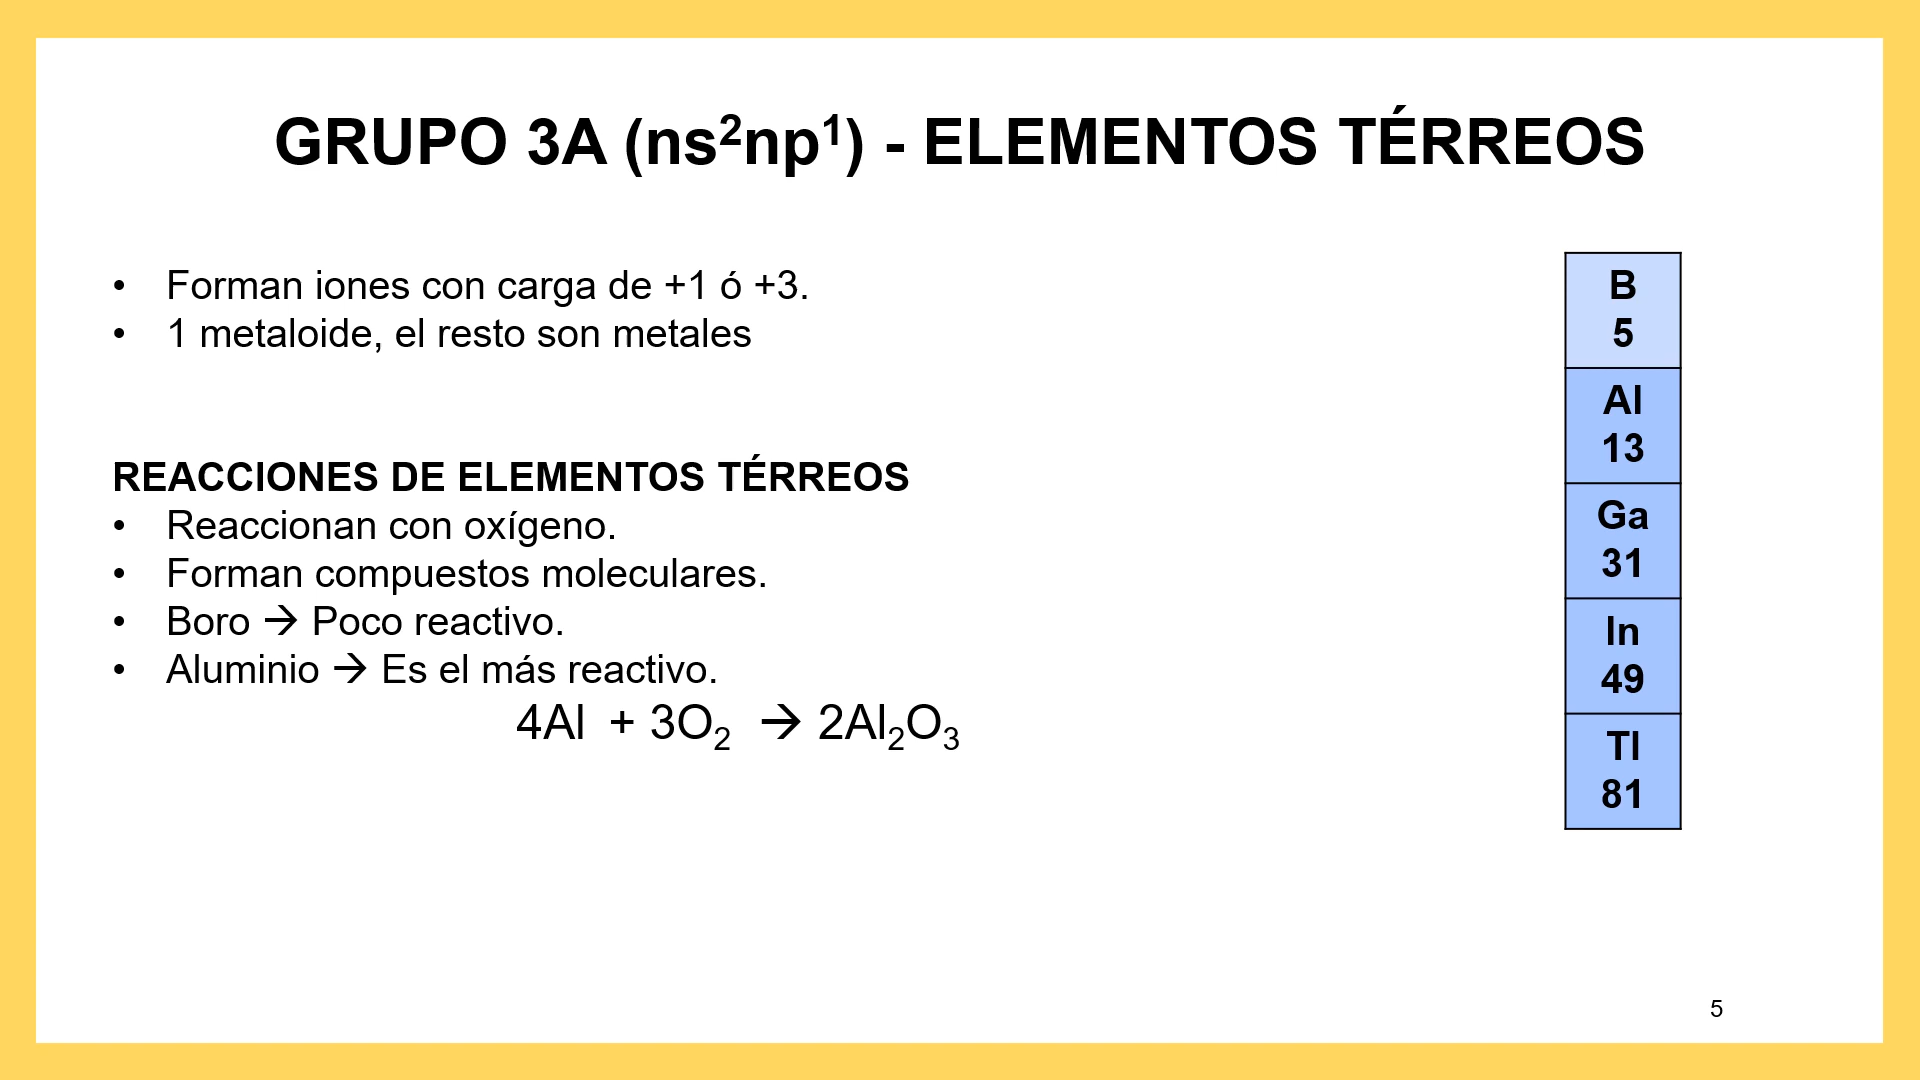 GRUPO 3A (ns²np¹) - ELEMENTOS TÉRREOS
• Forman iones con carga de +1 ó +3.
• 1 metaloide, el resto son metales
REACCIONES DE ELEMENTOS TÉRREOS
• Reaccionan con oxígeno.
• Forman compuestos moleculares.
• Boro → Poco reactivo.
• Aluminio → Es el más reactivo.
4Al + 3O₂ → 2Al₂O₃
B
5
Al
13
Ga
31
In
49
Tl
81
5